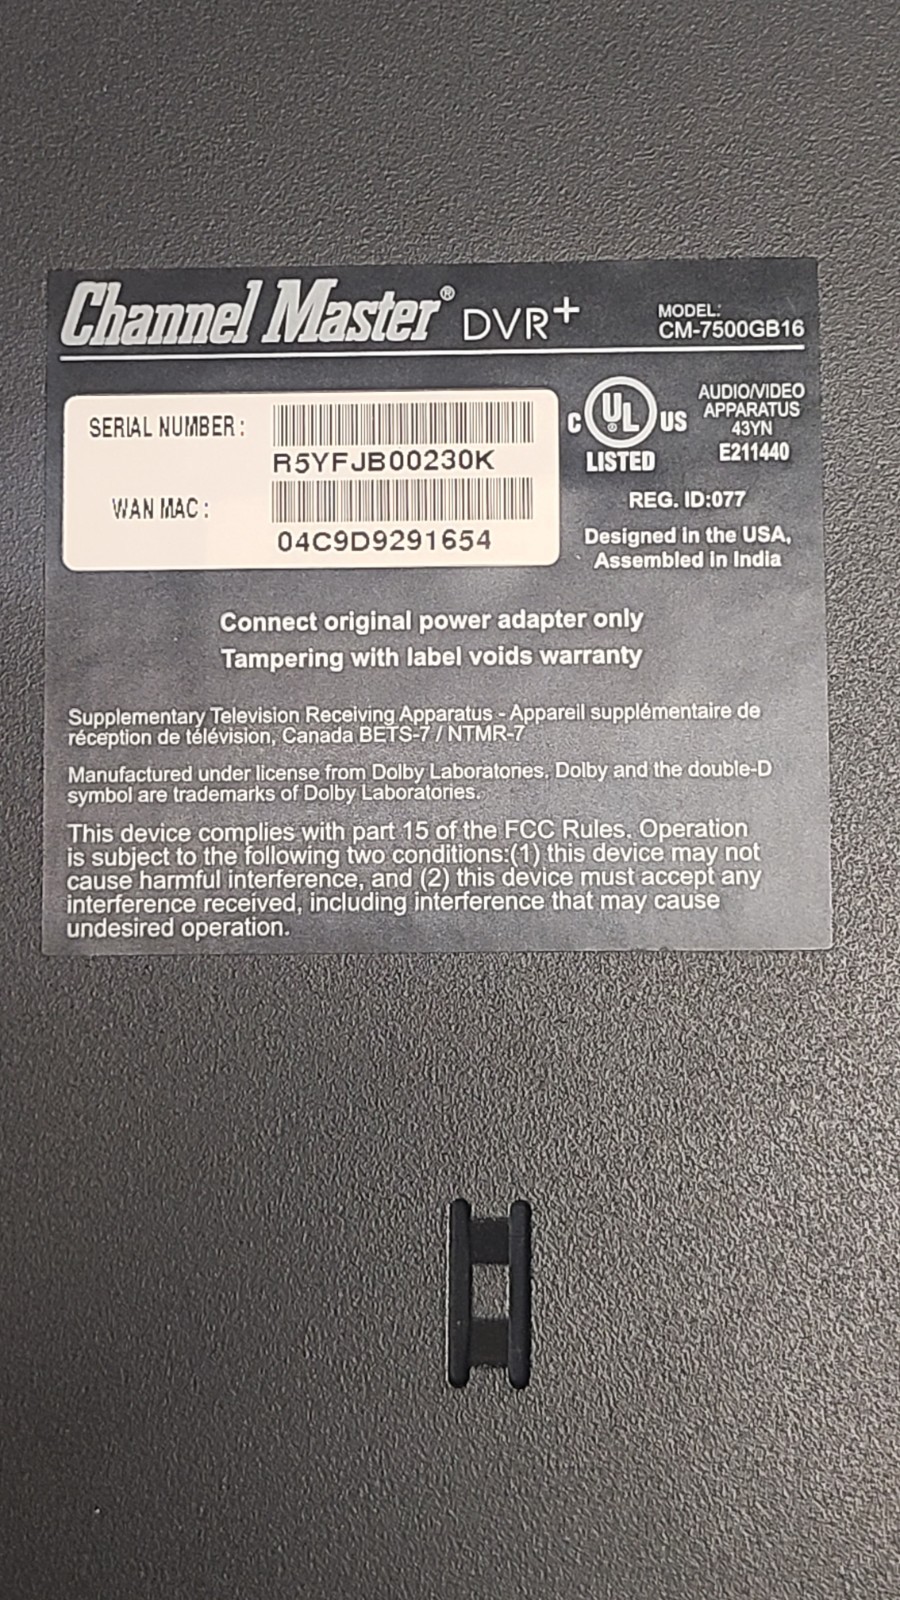 Channel Master® DVR+
MODEL:
CM-7500GB16
SERIAL NUMBER:
R5YFJB00230K
WAN MAC:
04C9D9291654
C UL® US
LISTED
AUDIO/VIDEO
APPARATUS
43YN
E211440
REG. ID:077
Designed in the USA,
Assembled in India
Connect original power adapter only
Tampering with label voids warranty
Supplementary Television Receiving Apparatus - Appareil supplémentaire de
réception de télévision, Canada BETS-7 / NTMR-7
Manufactured under license from Dolby Laboratories. Dolby and the double-D
symbol are trademarks of Dolby Laboratories.
This device complies with part 15 of the FCC Rules. Operation
is subject to the following two conditions:(1) this device may not
cause harmful interference, and (2) this device must accept any
interference received, including interference that may cause
undesired operation.